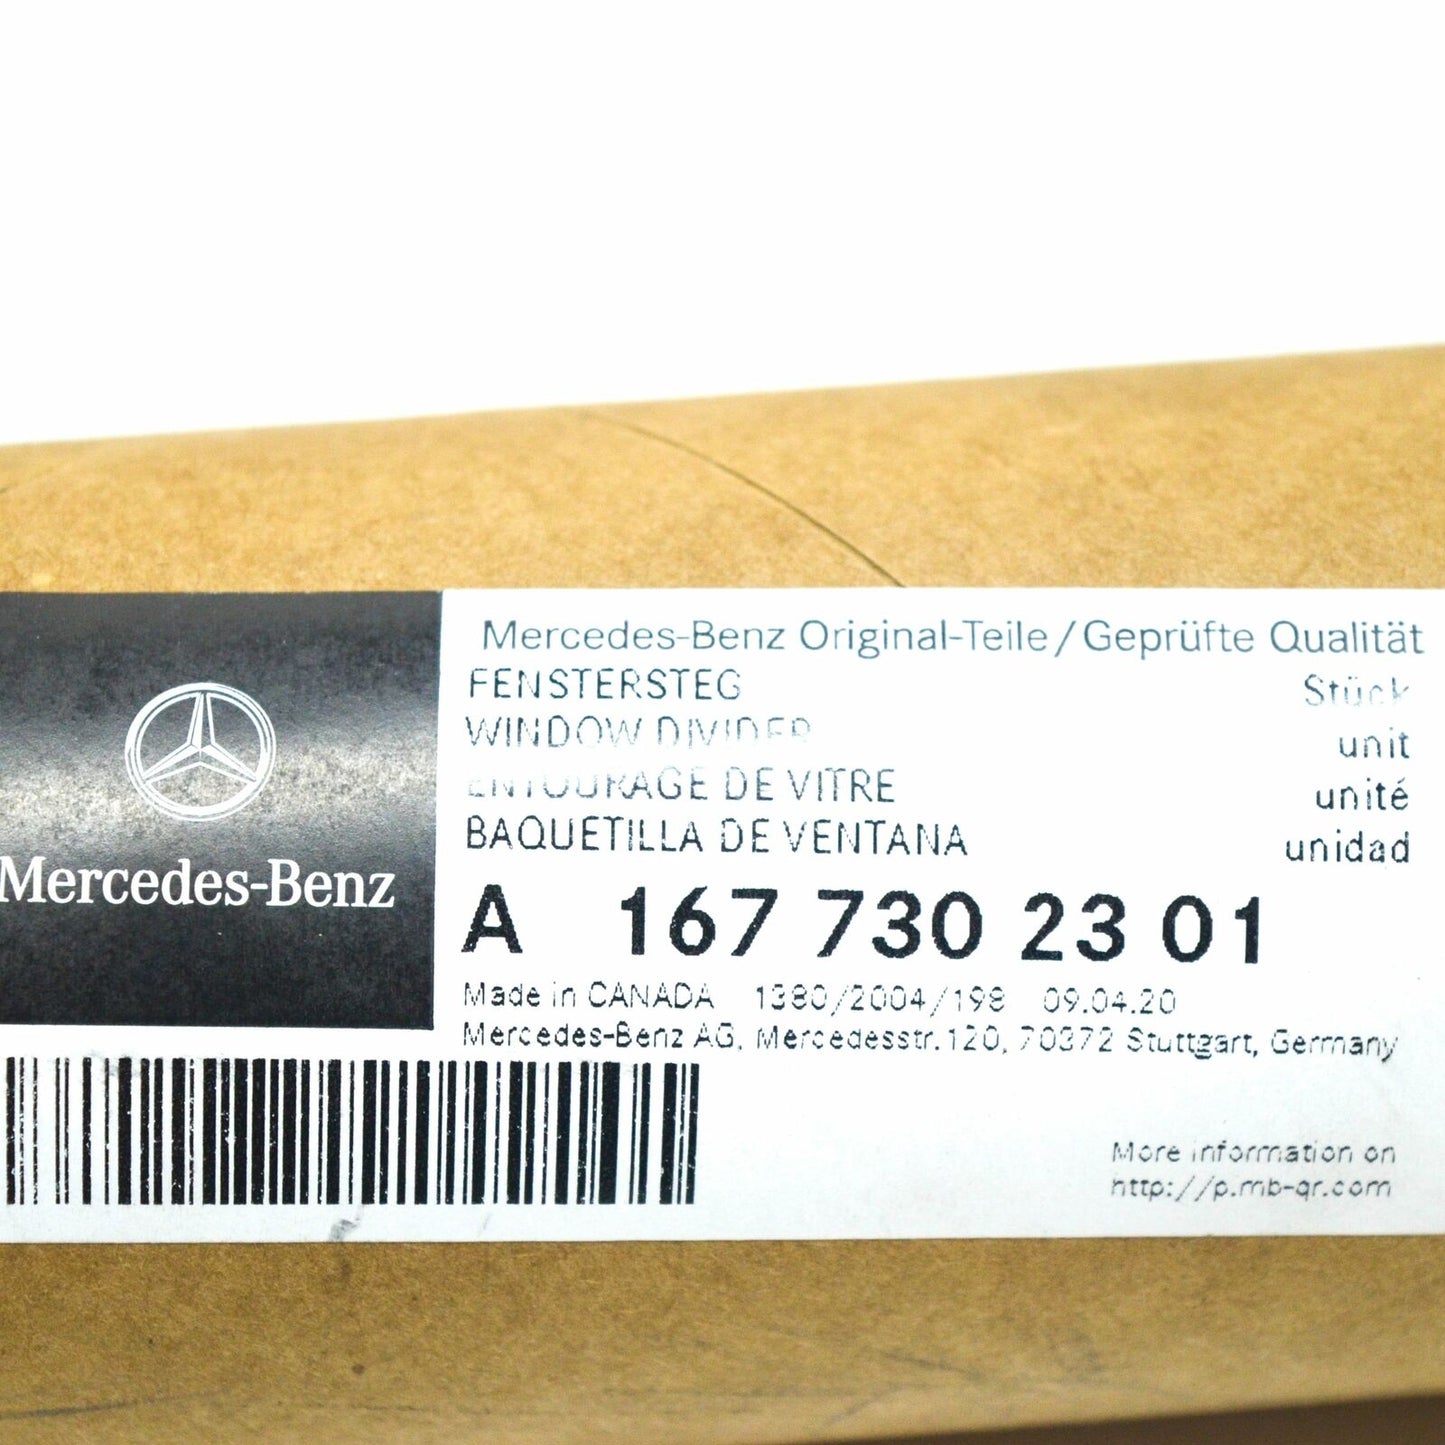 Mercedes-Benz
Mercedes-Benz Original-Teile/Geprüfte Qualität
FENSTERSTEG Stück
WINDOW DIVIDER unit
ENTOURAGE DE VITRE unité
BAQUETILLA DE VENTANA unidad
A 167 730 23 01
Made in CANADA 1380/2004/198 09.04.20
Mercedes-Benz AG, Mercedesstr.120, 70372 Stuttgart, Germany
More information on
http://p.mb-qr.com